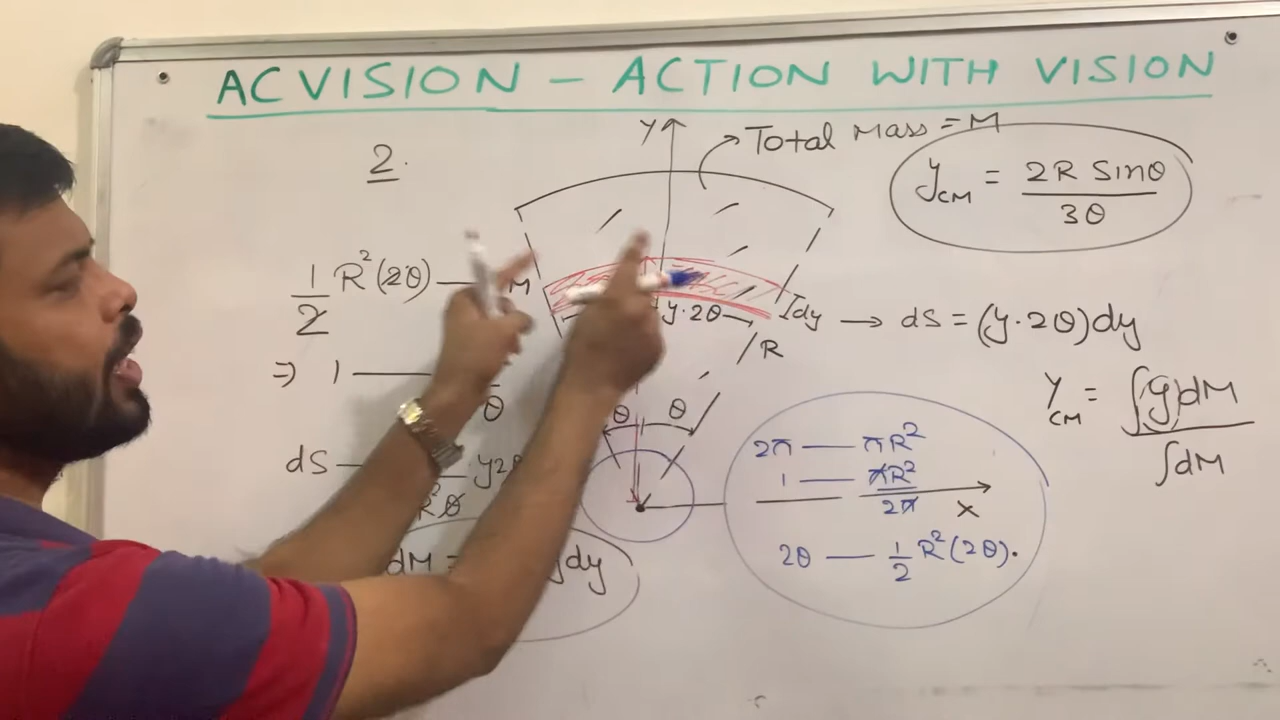 ACVISION – ACTION WITH VISION
2.
Y
Total Mass = M
y_CM = 2R Sinθ / 3θ
1/2 R²(2θ) — M
y·2θ
dy → dS = (y·2θ)dy
R
⇒ 1 —
θ
θ θ
Y_CM = ∫y dM / ∫dM
dS —
R²θ
2π — πR²
1 — πR² / 2π
X
2θ — 1/2 R²(2θ).
dM =
dy